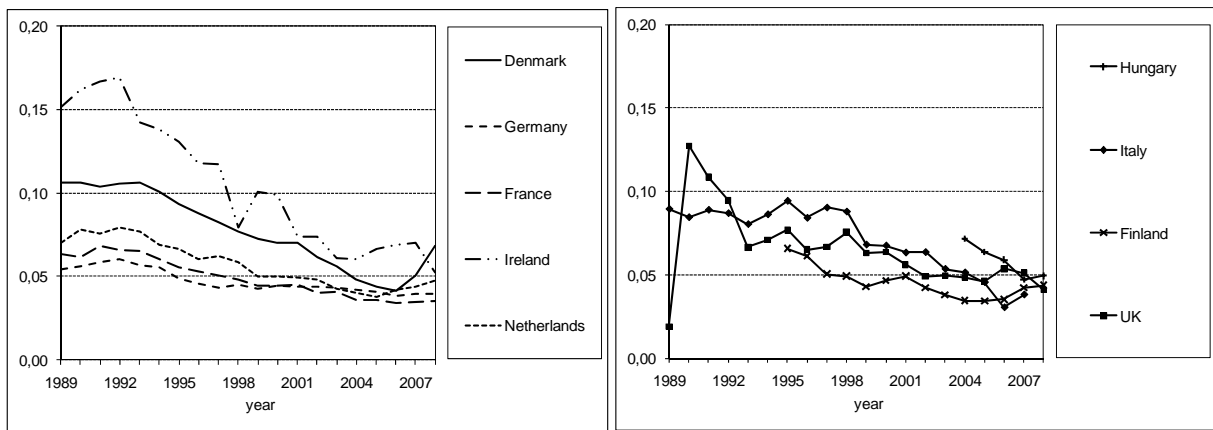 0,20
0,15
0,10
0,05
0,00
1989 1992 1995 1998 2001 2004 2007
year
Denmark
Germany
France
Ireland
Netherlands
0,20
0,15
0,10
0,05
0,00
1989 1992 1995 1998 2001 2004 2007
year
Hungary
Italy
Finland
UK